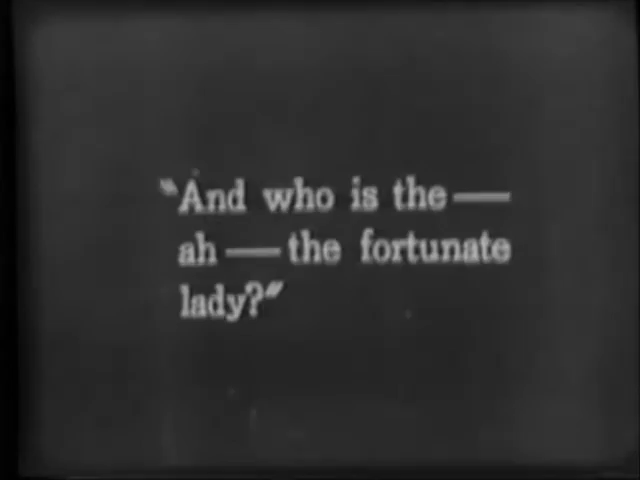 "And who is the—
ah—the fortunate
lady?"